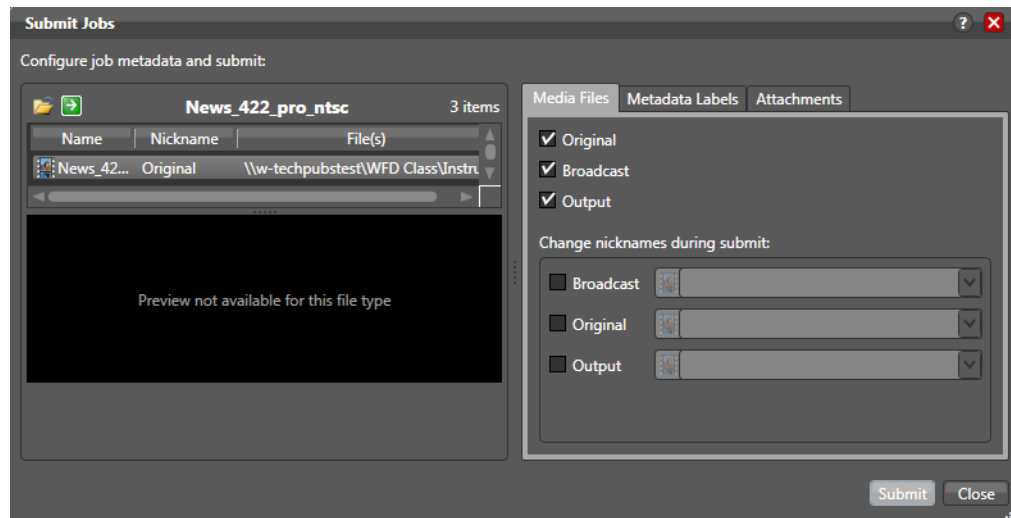 Submit Jobs
?
Configure job metadata and submit:
News_422_pro_ntsc 3 items
Name Nickname File(s)
News_42... Original \\w-techpubstest\WFD Class\Instru
Preview not available for this file type
Media Files Metadata Labels Attachments
Original
Broadcast
Output
Change nicknames during submit:
Broadcast
Original
Output
Submit Close